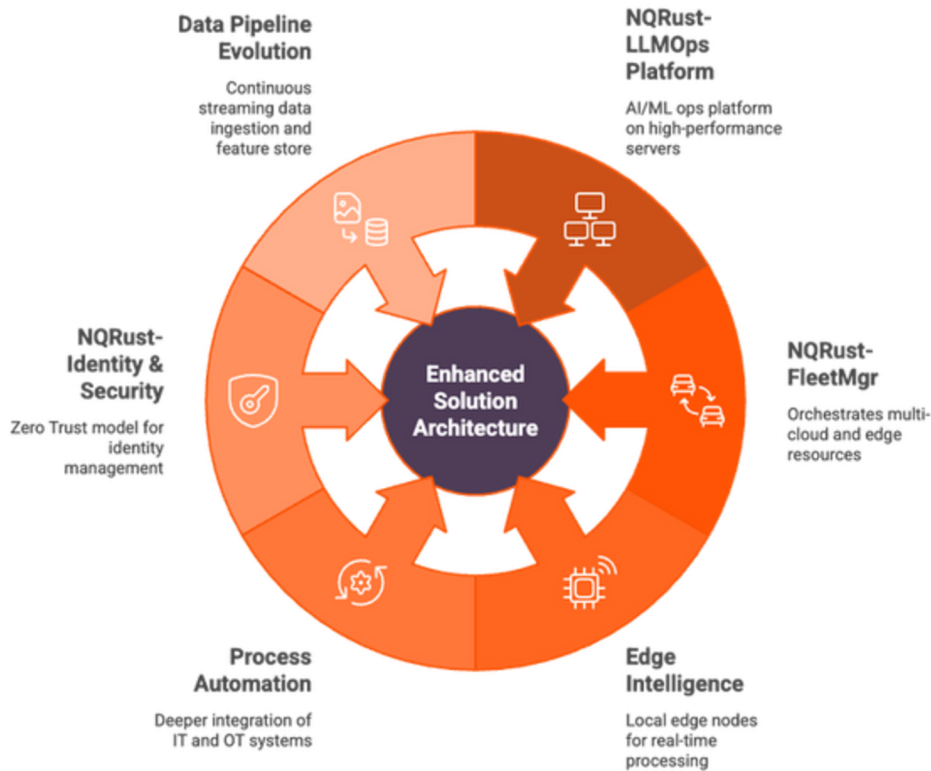 Data Pipeline
Evolution
Continuous
streaming data
ingestion and
feature store
NQRust-
LLMOps
Platform
AI/ML ops platform
on high-performance
servers
NQRust-
Identity &
Security
Zero Trust model for
identity
management
Enhanced
Solution
Architecture
NQRust-
FleetMgr
Orchestrates multi-
cloud and edge
resources
Process
Automation
Deeper integration of
IT and OT systems
Edge
Intelligence
Local edge nodes
for real-time
processing